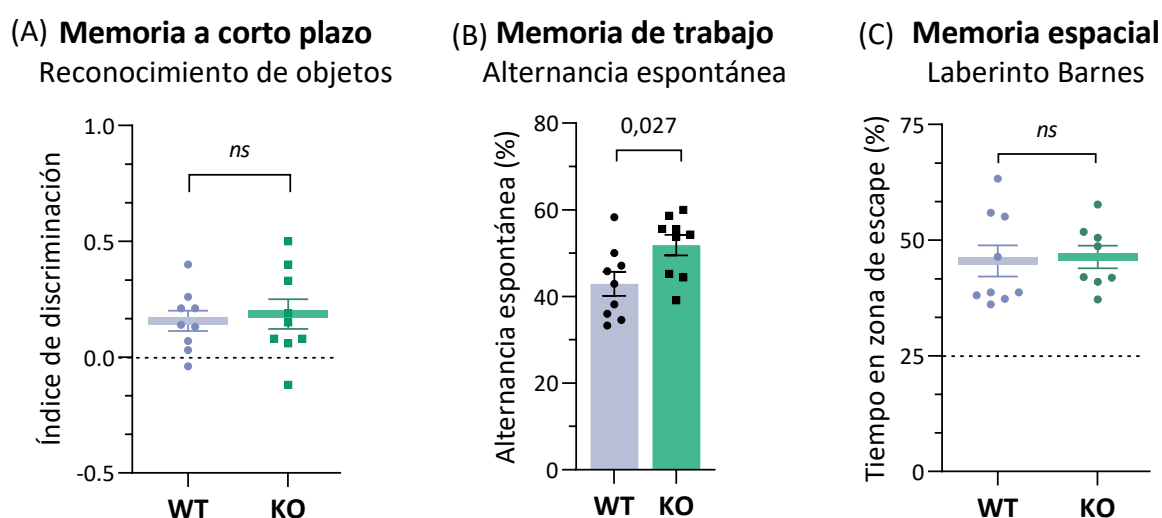 (A) Memoria a corto plazo
Reconocimiento de objetos
Índice de discriminación
1.0
0.5
0.0
-0.5
ns
WT
KO
(B) Memoria de trabajo
Alternancia espontánea
Alternancia espontánea (%)
80
60
40
20
0
0,027
WT
KO
(C) Memoria espacial
Laberinto Barnes
Tiempo en zona de escape (%)
75
50
25
0
ns
WT
KO